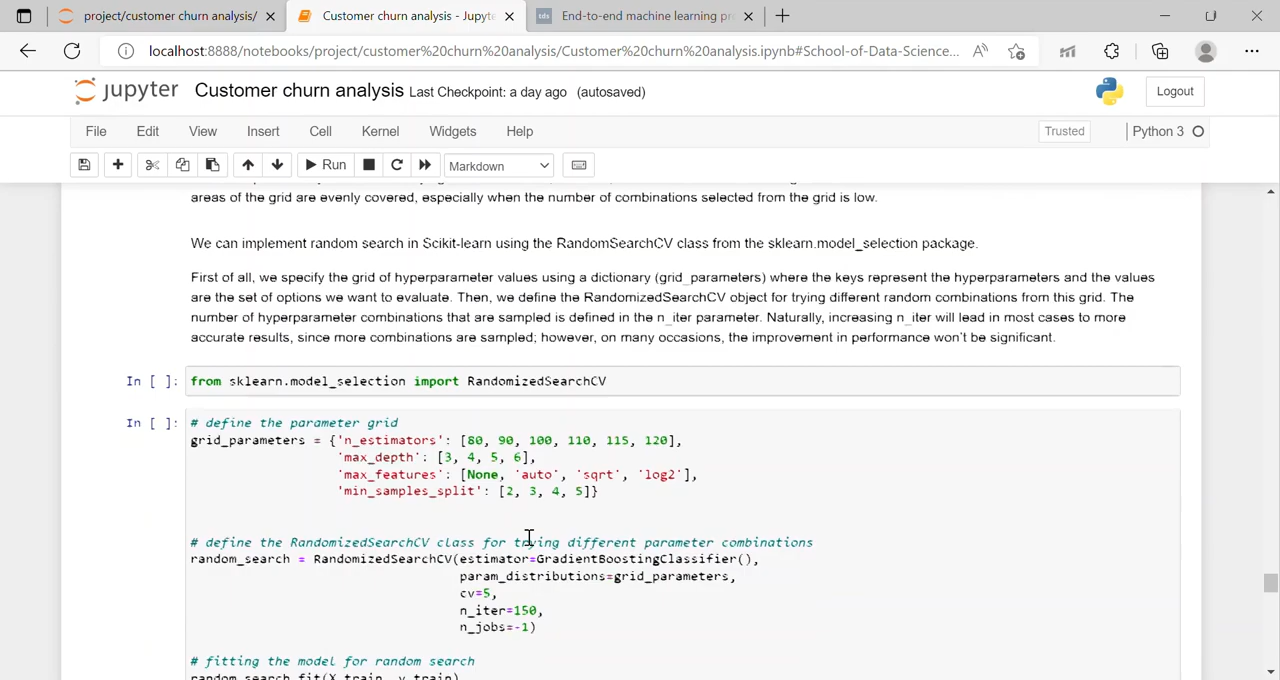 project/customer churn analysis/
Customer churn analysis - Jupyte
tds End-to-end machine learning pr
localhost:8888/notebooks/project/customer%20churn%20analysis/Customer%20churn%20analysis.ipynb#School-of-Data-Science...
jupyter Customer churn analysis Last Checkpoint: a day ago (autosaved)
Logout
File Edit View Insert Cell Kernel Widgets Help
Trusted
Python 3
Run
Markdown
areas of the grid are evenly covered, especially when the number of combinations selected from the grid is low.
We can implement random search in Scikit-learn using the RandomSearchCV class from the sklearn.model_selection package.
First of all, we specify the grid of hyperparameter values using a dictionary (grid_parameters) where the keys represent the hyperparameters and the values
are the set of options we want to evaluate. Then, we define the RandomizedSearchCV object for trying different random combinations from this grid. The
number of hyperparameter combinations that are sampled is defined in the n_iter parameter. Naturally, increasing n_iter will lead in most cases to more
accurate results, since more combinations are sampled; however, on many occasions, the improvement in performance won't be significant.
In [ ]: from sklearn.model_selection import RandomizedSearchCV
In [ ]: # define the parameter grid
grid_parameters = {'n_estimators': [80, 90, 100, 110, 115, 120],
'max_depth': [3, 4, 5, 6],
'max_features': [None, 'auto', 'sqrt', 'log2'],
'min_samples_split': [2, 3, 4, 5]}
# define the RandomizedSearchCV class for trying different parameter combinations
random_search = RandomizedSearchCV(estimator=GradientBoostingClassifier(),
param_distributions=grid_parameters,
cv=5,
n_iter=150,
n_jobs=-1)
# fitting the model for random search
random_search.fit(X_train, y_train)